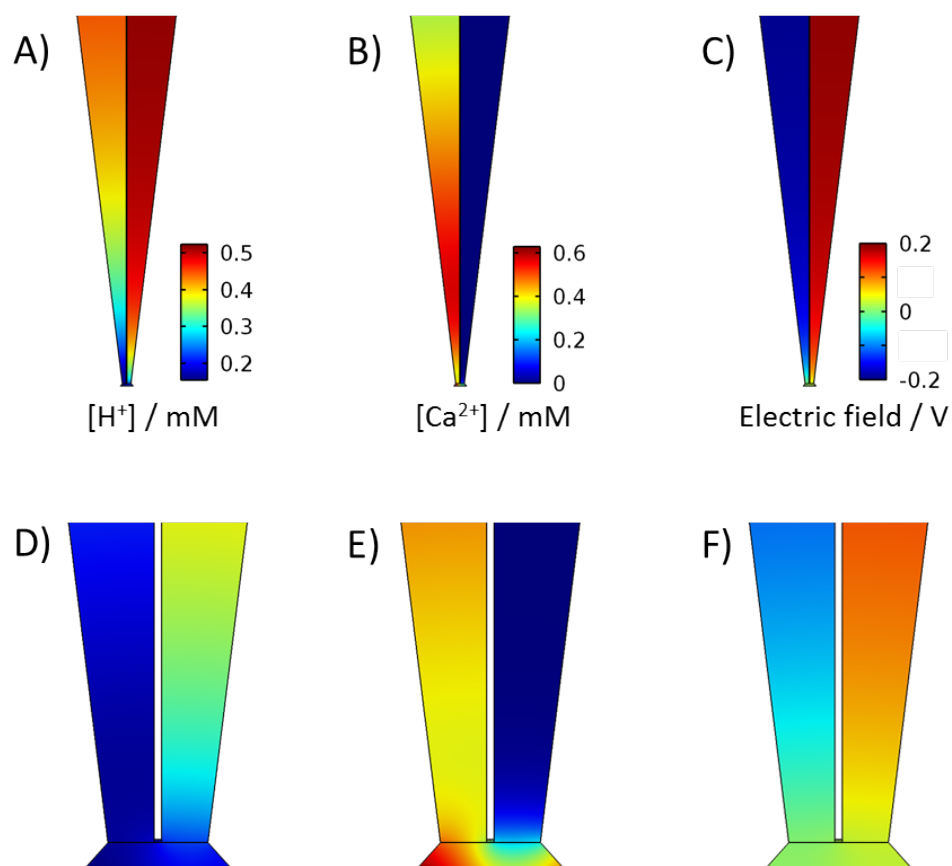 A)
B)
C)
0.5
0.4
0.3
0.2
0.6
0.4
0.2
0
0.2
0
-0.2
[H⁺] / mM
[Ca²⁺] / mM
Electric field / V
D)
E)
F)